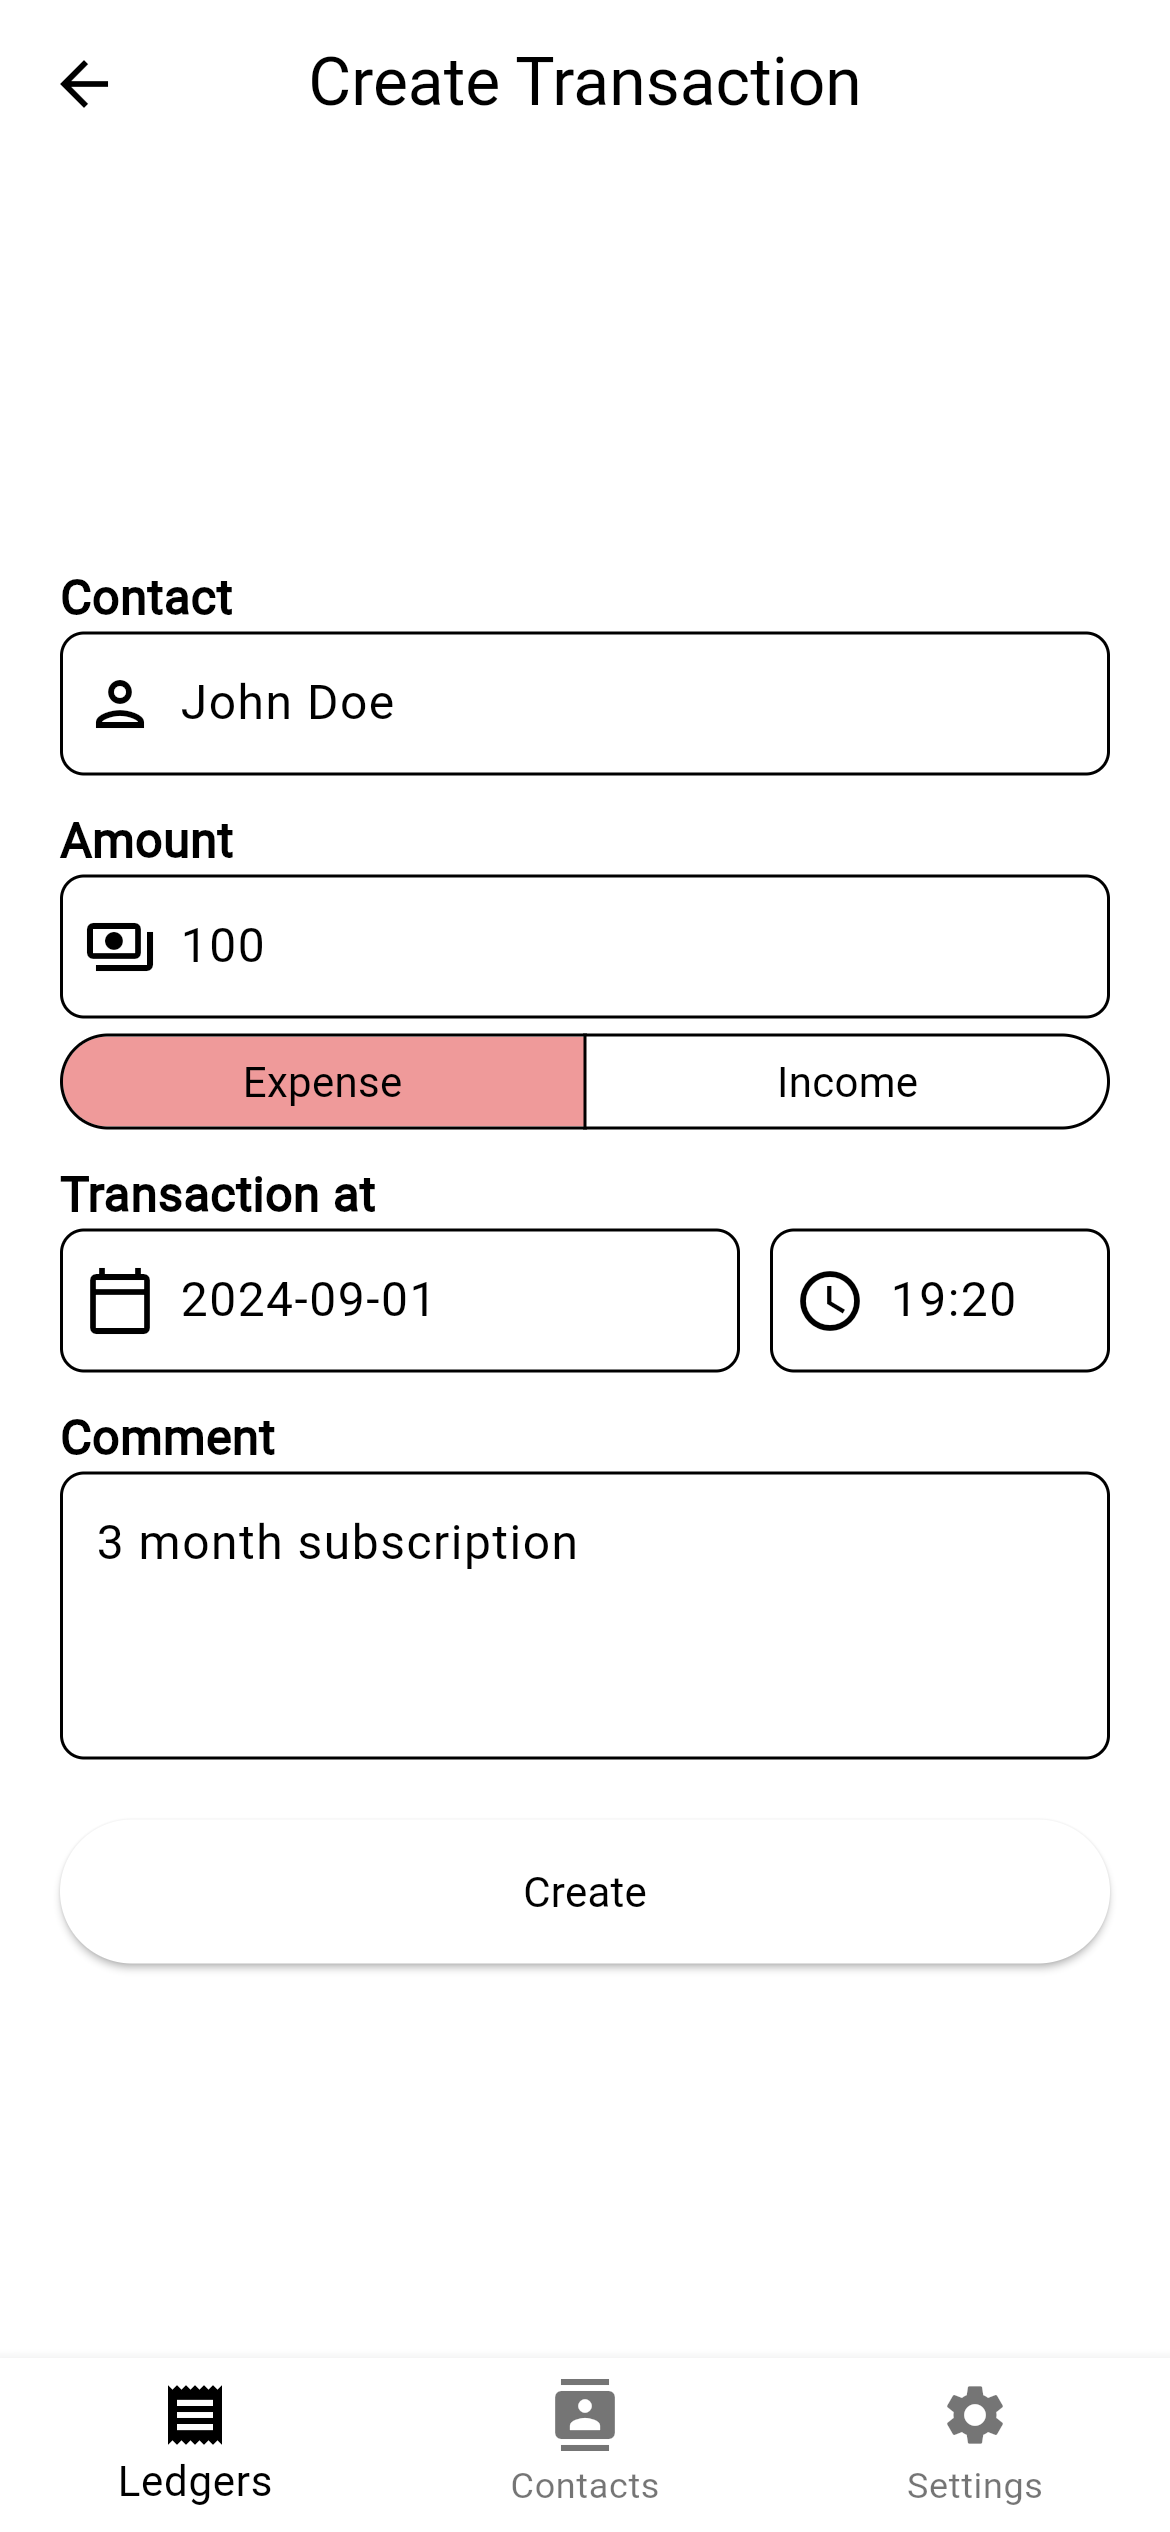 Create Transaction
Contact
John Doe
Amount
100
Expense Income
Transaction at
2024-09-01 19:20
Comment
3 month subscription
Create
Ledgers Contacts Settings